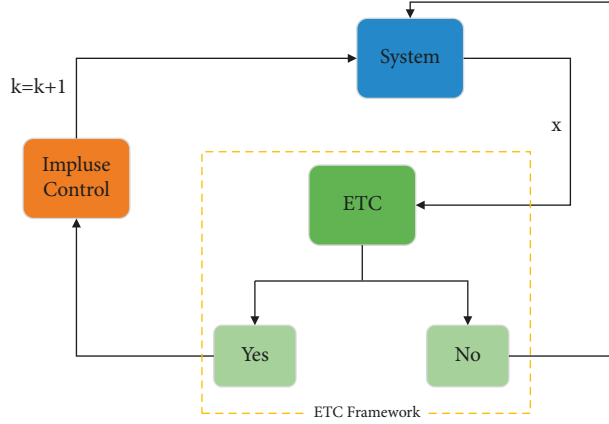 System
k=k+1
x
Impluse
Control
ETC
Yes
No
ETC Framework